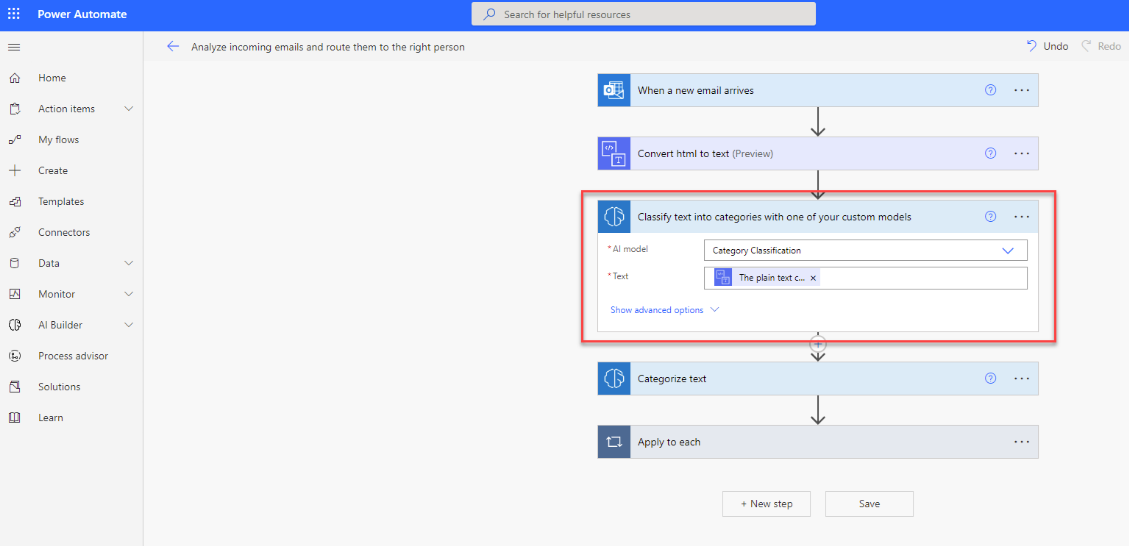 Power Automate
Search for helpful resources
Analyze incoming emails and route them to the right person
Undo
Redo
Home
Action items
My flows
Create
Templates
Connectors
Data
Monitor
AI Builder
Process advisor
Solutions
Learn
When a new email arrives
Convert html to text (Preview)
Classify text into categories with one of your custom models
*AI model
Category Classification
*Text
The plain text c... ×
Show advanced options
Categorize text
Apply to each
+ New step
Save